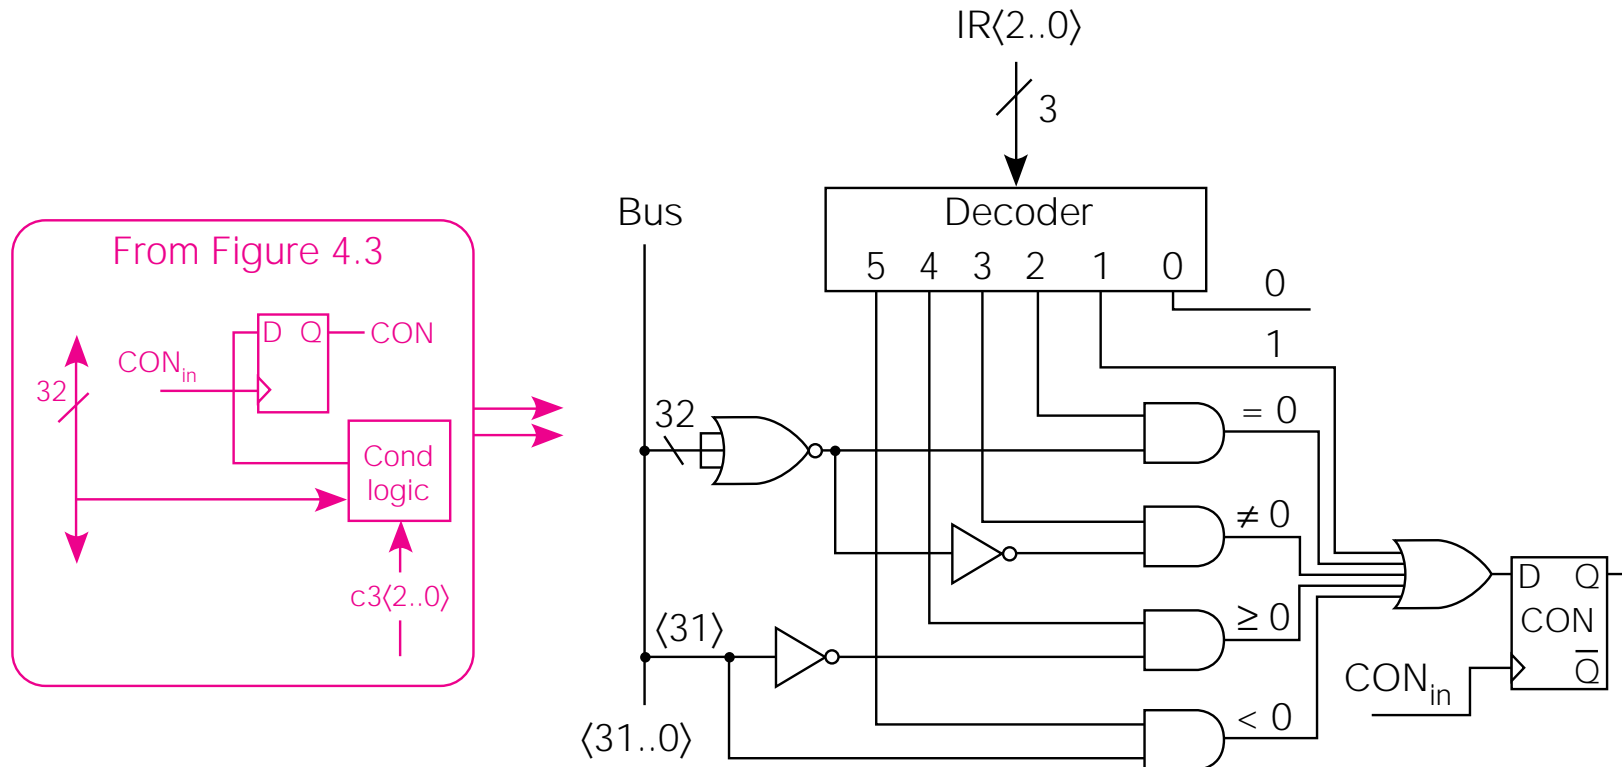 IR⟨2..0⟩
3
Bus
Decoder
5 4 3 2 1 0
0
1
From Figure 4.3
D Q
CON
CONin
32
Cond
logic
c3⟨2..0⟩
32
= 0
≠ 0
⟨31⟩
≥ 0
< 0
⟨31..0⟩
D Q
CON
Q̅
CONin